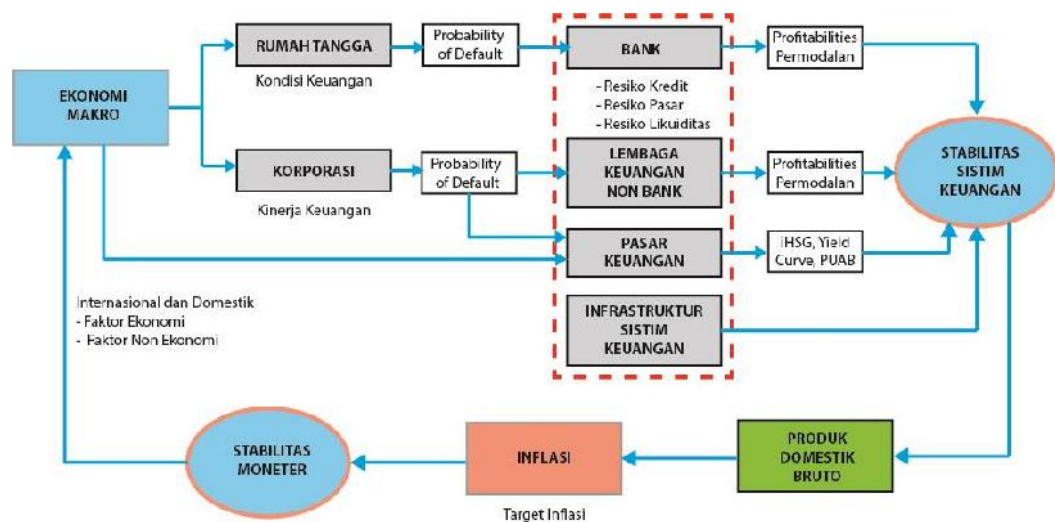 RUMAH TANGGA
Kondisi Keuangan
Probability
of Default
BANK
- Resiko Kredit
- Resiko Pasar
- Resiko Likuiditas
Profitabilities
Permodalan
EKONOMI
MAKRO
KORPORASI
Kinerja Keuangan
Probability
of Default
LEMBAGA
KEUANGAN
NON BANK
Profitabilities
Permodalan
STABILITAS
SISTIM
KEUANGAN
PASAR
KEUANGAN
IHSG, Yield
Curve, PUAB
Internasional dan Domestik
- Faktor Ekonomi
- Faktor Non Ekonomi
INFRASTRUKTUR
SISTIM
KEUANGAN
STABILITAS
MONETER
INFLASI
Target Inflasi
PRODUK
DOMESTIK
BRUTO